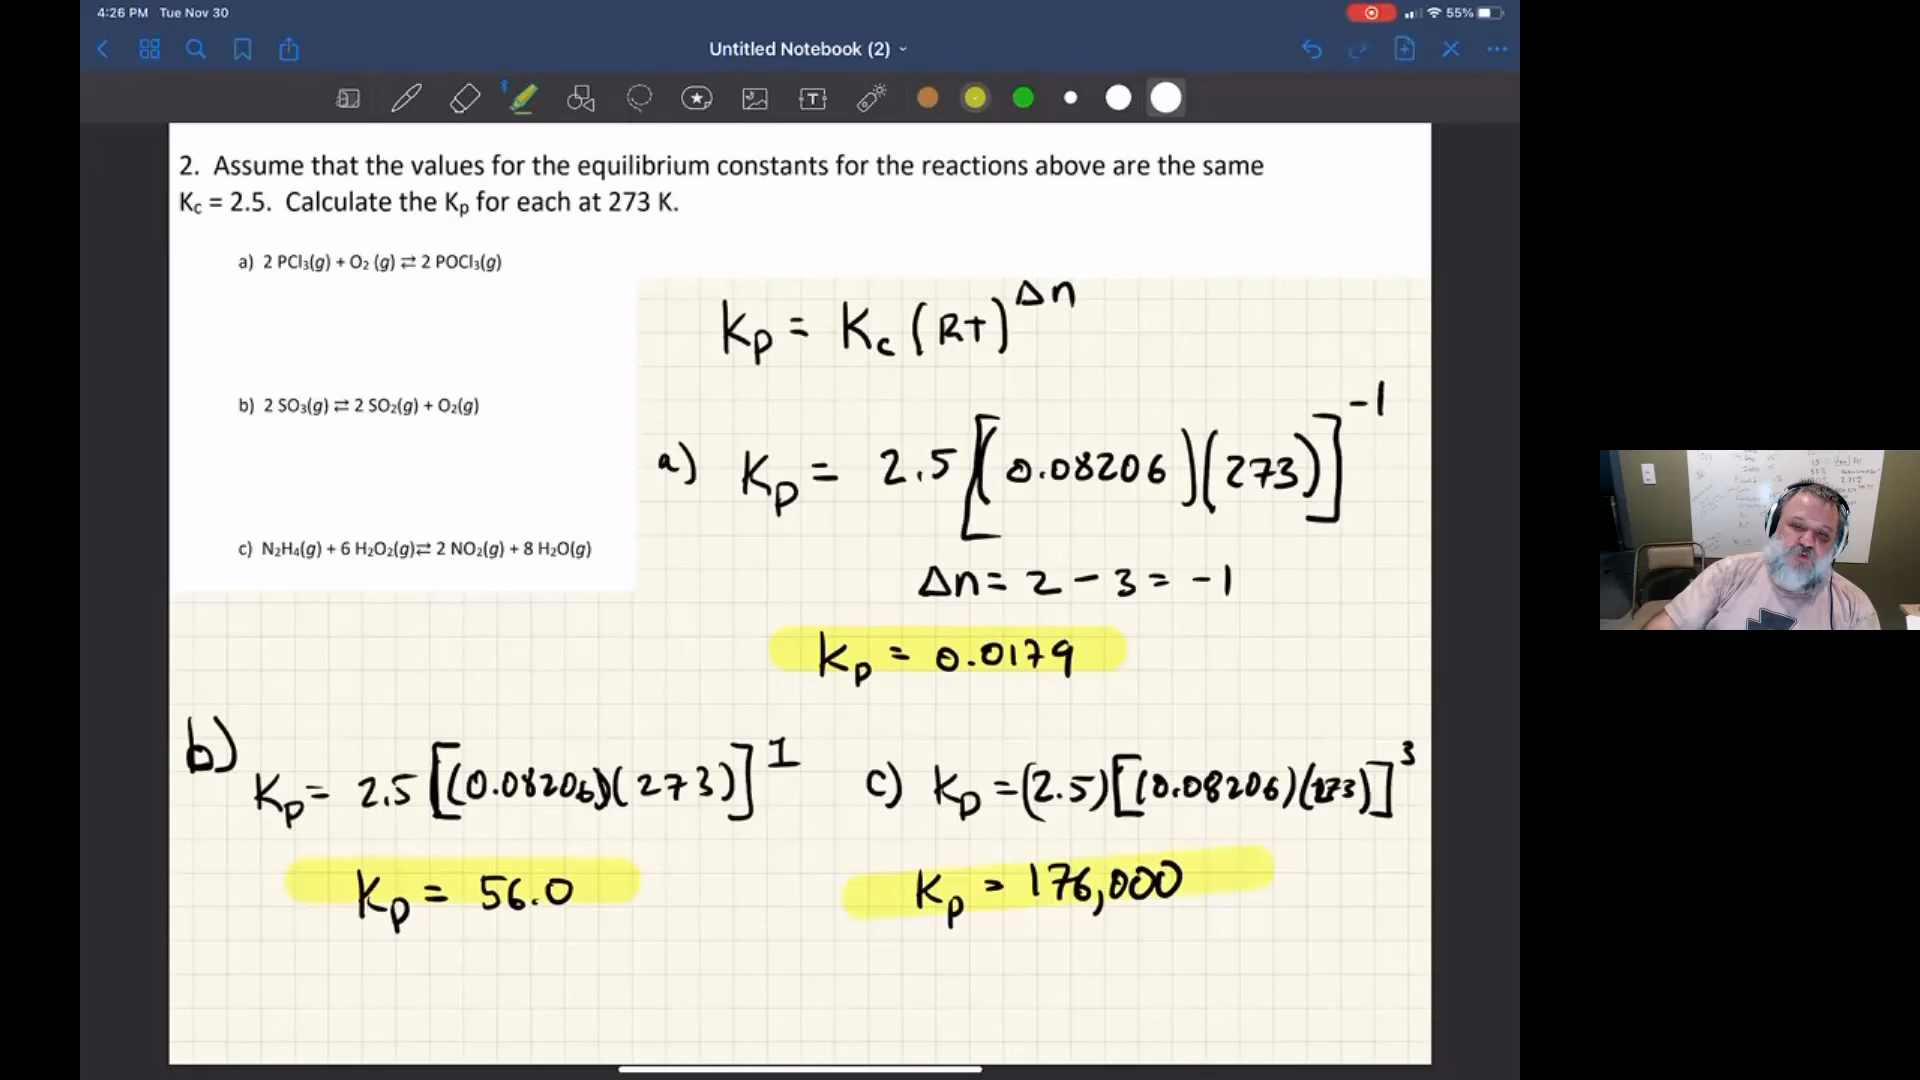 4:26 PM Tue Nov 30
55%
Untitled Notebook (2)
2. Assume that the values for the equilibrium constants for the reactions above are the same
Kc = 2.5. Calculate the Kp for each at 273 K.
a) 2 PCl₃(g) + O₂ (g) ⇄ 2 POCl₃(g)
Kp = Kc (RT)^Δn
b) 2 SO₃(g) ⇄ 2 SO₂(g) + O₂(g)
a) Kp = 2.5 [(0.08206)(273)]^-1
c) N₂H₄(g) + 6 H₂O₂(g)⇄ 2 NO₂(g) + 8 H₂O(g)
Δn = 2 - 3 = -1
Kp = 0.0179
b)
Kp = 2.5 [(0.08206)(273)]^1
c) Kp = (2.5)[(0.08206)(273)]^3
Kp = 56.0
Kp = 176,000